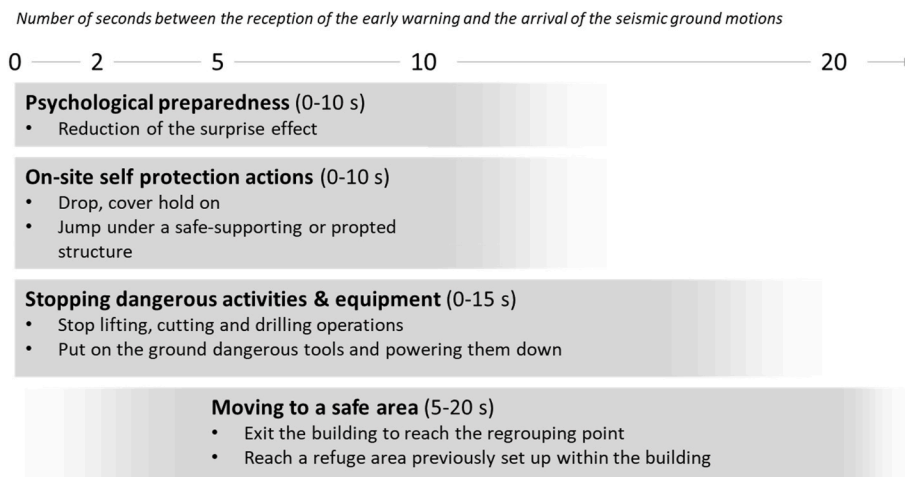 Number of seconds between the reception of the early warning and the arrival of the seismic ground motions
0 2 5 10 20
Psychological preparedness (0-10 s)
• Reduction of the surprise effect
On-site self protection actions (0-10 s)
• Drop, cover hold on
• Jump under a safe-supporting or propted
structure
Stopping dangerous activities & equipment (0-15 s)
• Stop lifting, cutting and drilling operations
• Put on the ground dangerous tools and powering them down
Moving to a safe area (5-20 s)
• Exit the building to reach the regrouping point
• Reach a refuge area previously set up within the building